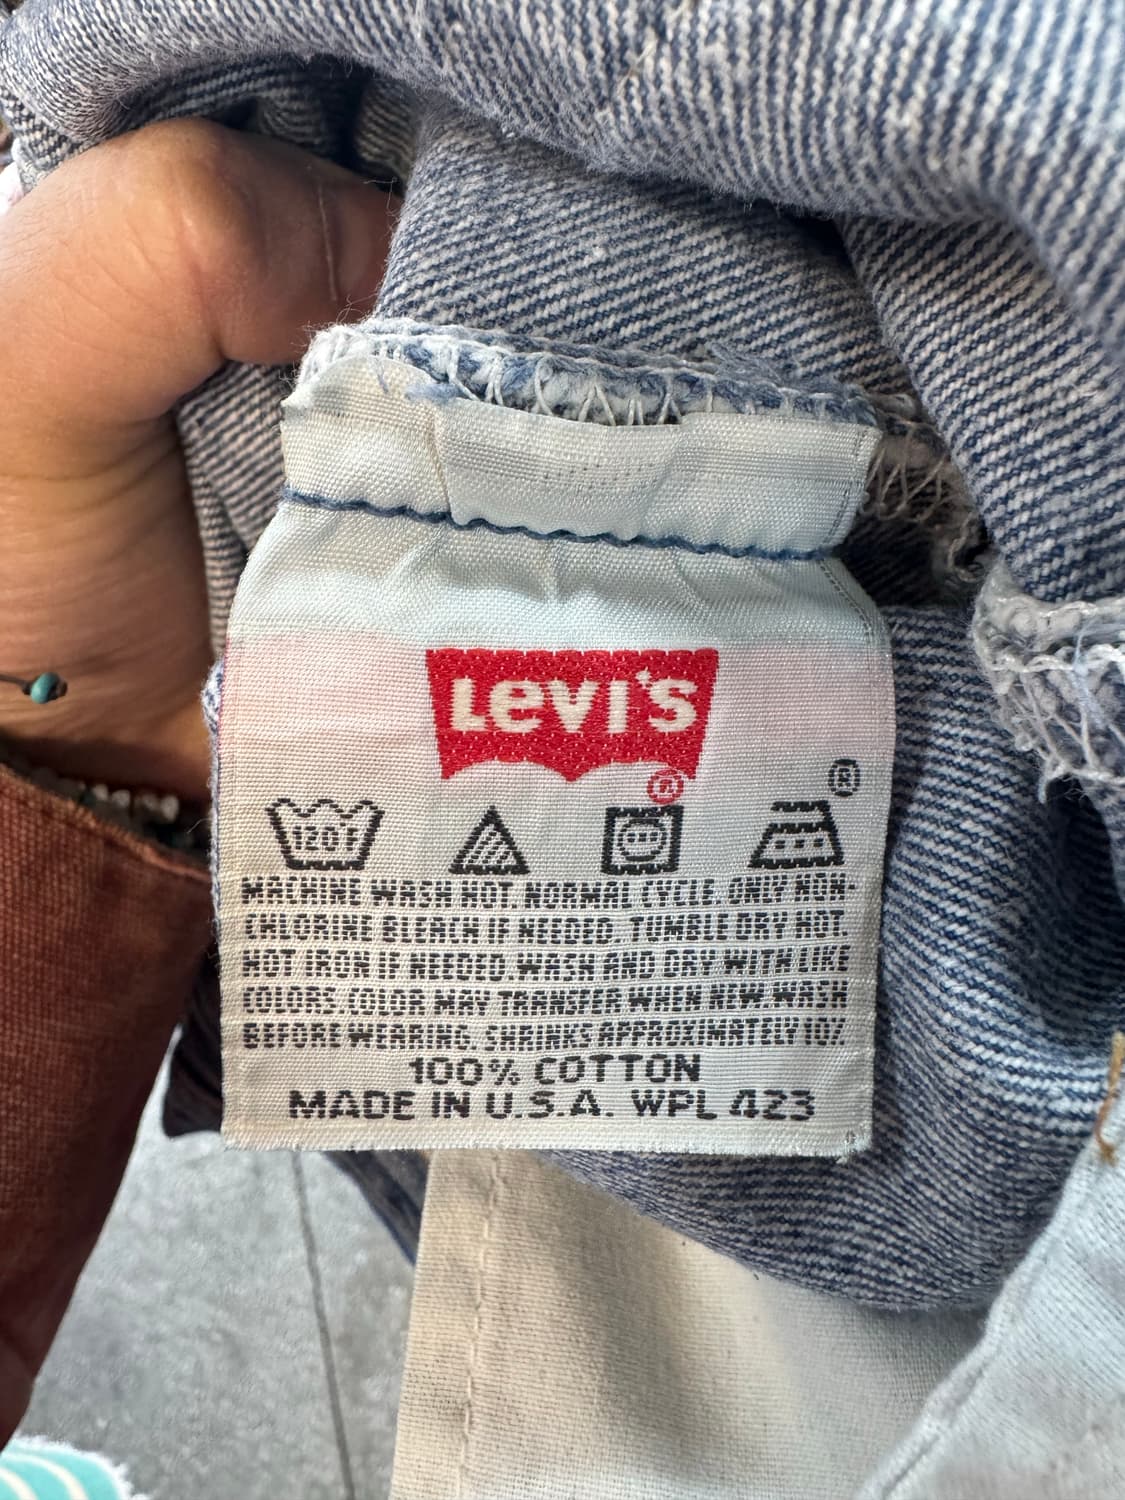 LEVI'S
®
®
120°F
MACHINE WASH HOT. NORMAL CYCLE. ONLY NON-
CHLORINE BLEACH IF NEEDED. TUMBLE DRY HOT.
HOT IRON IF NEEDED. WASH AND DRY WITH LIKE
COLORS. COLOR MAY TRANSFER WHEN NEW. WASH
BEFORE WEARING. SHRINKS APPROXIMATELY 10%
100% COTTON
MADE IN U.S.A. WPL 423